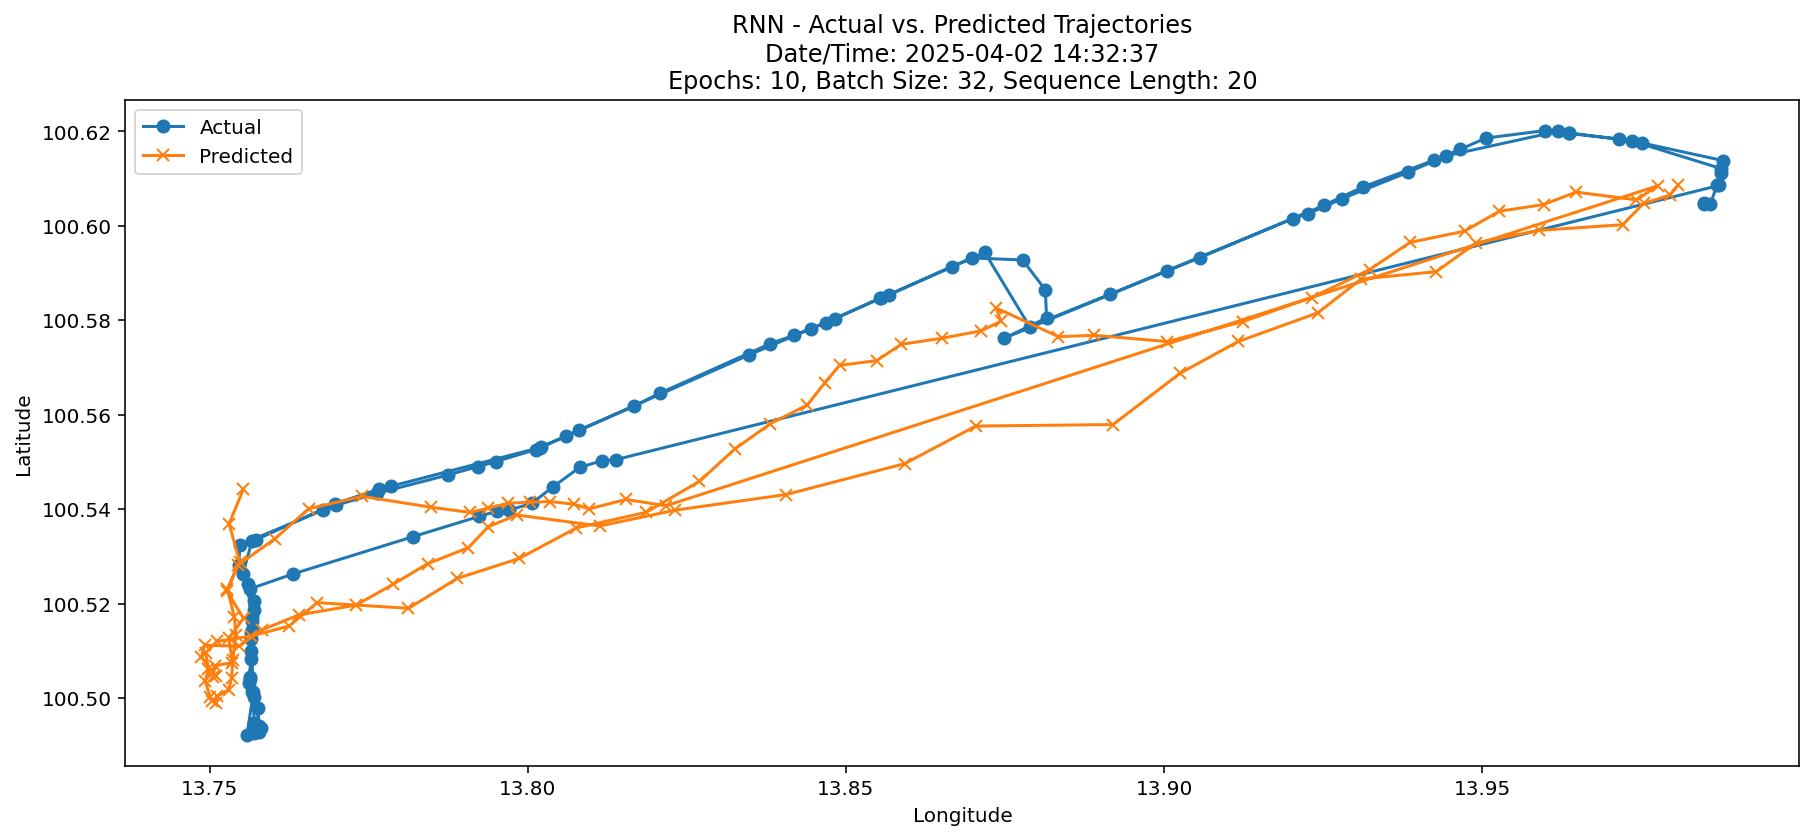 RNN - Actual vs. Predicted Trajectories
Date/Time: 2025-04-02 14:32:37
Epochs: 10, Batch Size: 32, Sequence Length: 20
Actual
Predicted
100.62
100.60
100.58
100.56
100.54
100.52
100.50
Latitude
13.75
13.80
13.85
13.90
13.95
Longitude